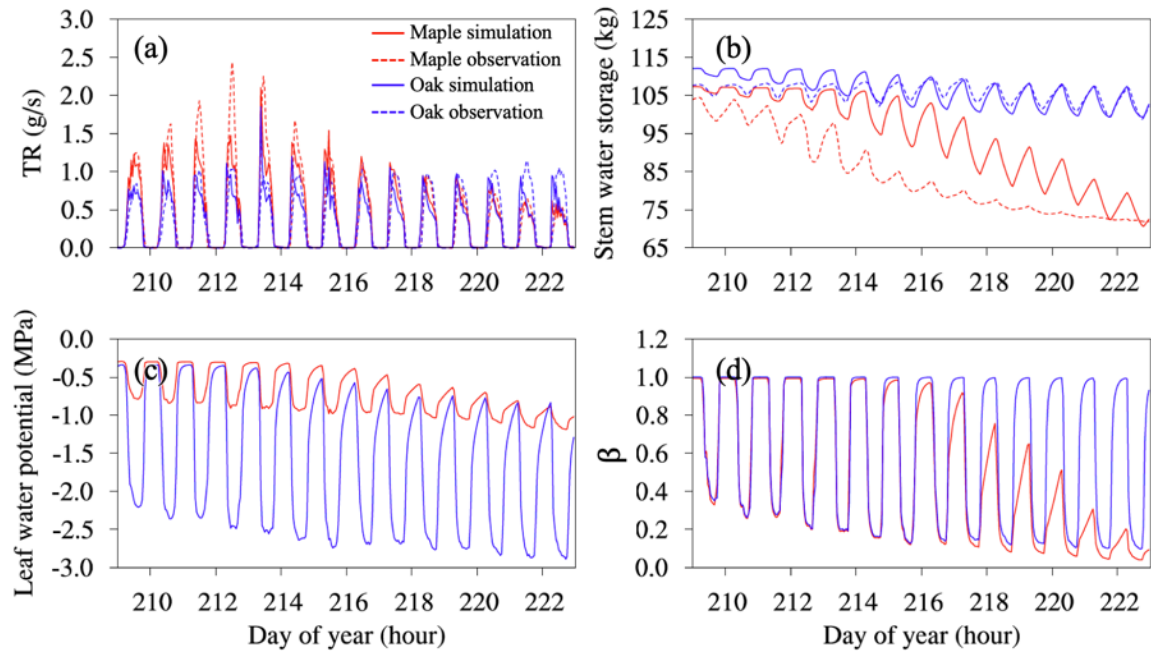 (a)
TR (g/s)
3.0
2.5
2.0
1.5
1.0
0.5
0.0
Maple simulation
Maple observation
Oak simulation
Oak observation
210 212 214 216 218 220 222
(b)
Stem water storage (kg)
125
115
105
95
85
75
65
210 212 214 216 218 220 222
(c)
Leaf water potential (MPa)
0.0
-0.5
-1.0
-1.5
-2.0
-2.5
-3.0
210 212 214 216 218 220 222
Day of year (hour)
(d)
β
1.2
1.0
0.8
0.6
0.4
0.2
0.0
210 212 214 216 218 220 222
Day of year (hour)